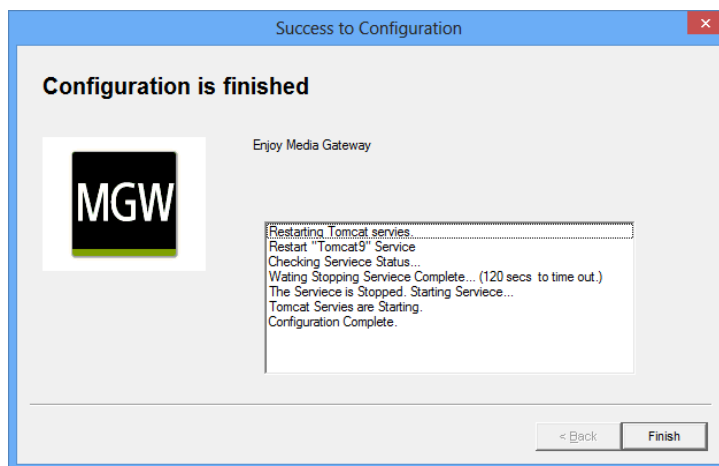 Success to Configuration
Configuration is finished
Enjoy Media Gateway
MGW
Restarting Tomcat servies.
Restart "Tomcat9" Service
Checking Serviece Status...
Wating Stopping Serviece Complete... (120 secs to time out.)
The Serviece is Stopped. Starting Serviece...
Tomcat Servies are Starting.
Configuration Complete.
< Back
Finish